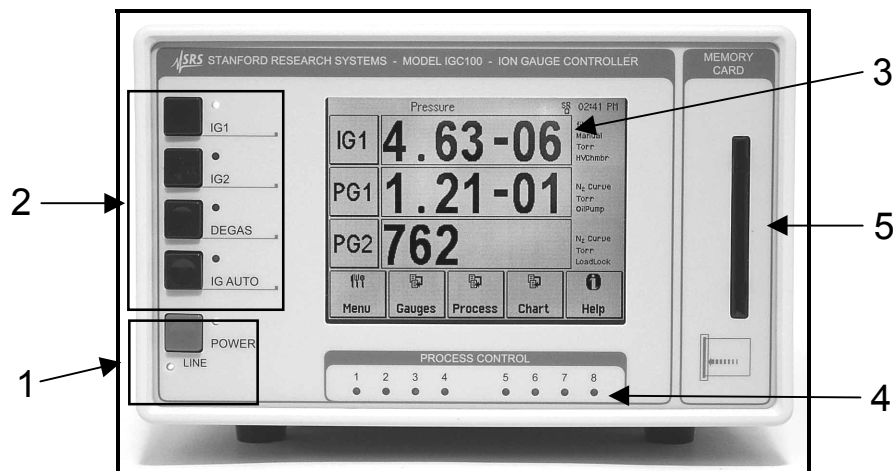 SRS STANFORD RESEARCH SYSTEMS - MODEL IGC100 - ION GAUGE CONTROLLER
MEMORY
CARD
IG1
IG2
DEGAS
IG AUTO
POWER
LINE
Pressure
SR
02:41 PM
IG1
4.63-06
Manual
Torr
HVChmbr
PG1
1.21-01
N₂ Curve
Torr
OilPump
PG2
762
N₂ Curve
Torr
LoadLock
Menu
Gauges
Process
Chart
Help
PROCESS CONTROL
1 2 3 4 5 6 7 8
1
2
3
4
5